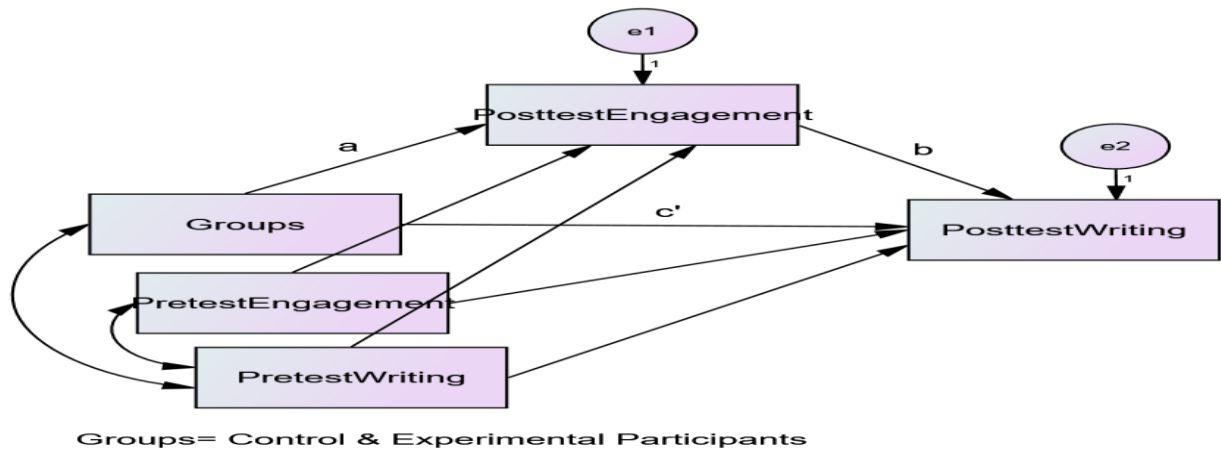 e1
1
PosttestEngagement
a
b
e2
1
Groups
c'
PosttestWriting
PretestEngagement
PretestWriting
Groups= Control & Experimental Participants